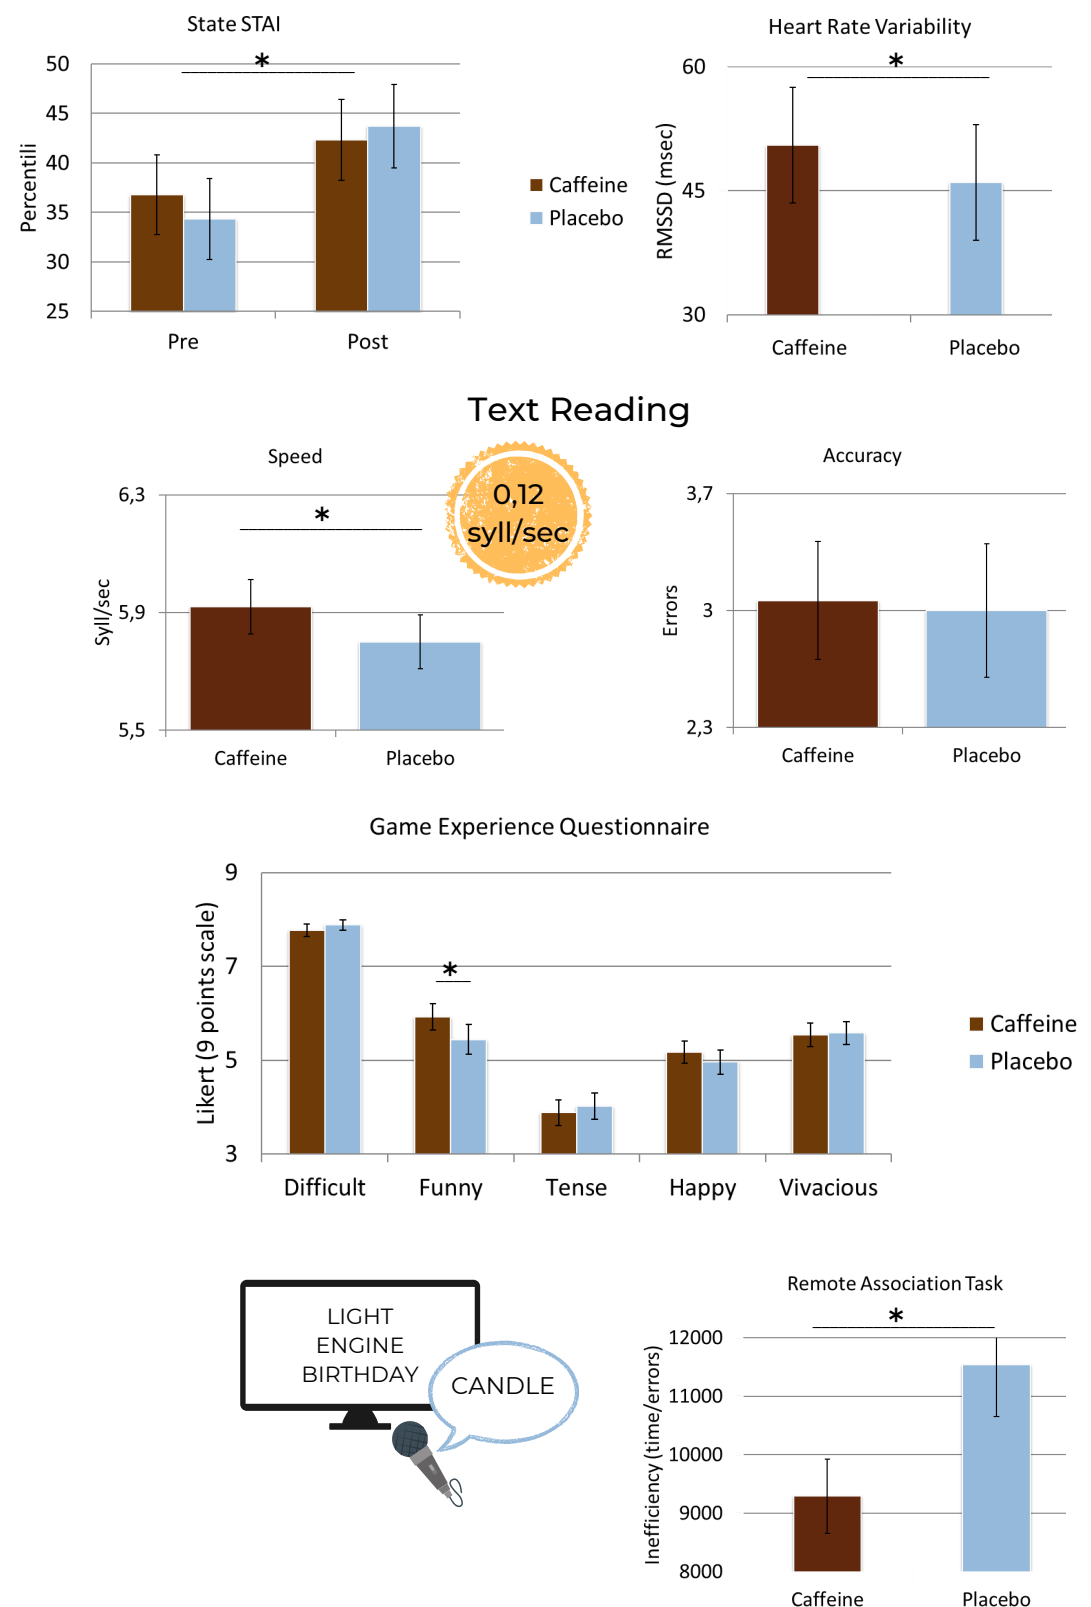 State STAI
*
50
45
40
35
30
25
Percentili
Pre
Post
Caffeine
Placebo
Heart Rate Variability
*
60
45
30
RMSSD (msec)
Caffeine
Placebo
Text Reading
Speed
*
6,3
5,9
5,5
Syll/sec
Caffeine
Placebo
0,12
syll/sec
Accuracy
3,7
3
2,3
Errors
Caffeine
Placebo
Game Experience Questionnaire
9
7
5
3
Likert (9 points scale)
*
Difficult
Funny
Tense
Happy
Vivacious
Caffeine
Placebo
LIGHT
ENGINE
BIRTHDAY
CANDLE
Remote Association Task
*
12000
11000
10000
9000
8000
Inefficiency (time/errors)
Caffeine
Placebo